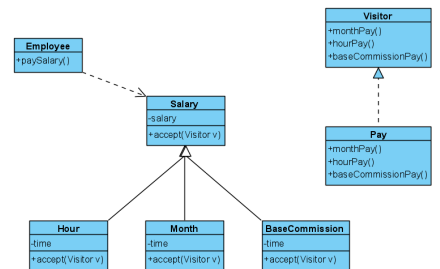 Visitor
+monthPay()
+hourPay()
+baseCommissionPay()
Employee
+paySalary()
Salary
-salary
+accept(Visitor v)
Pay
+monthPay()
+hourPay()
+baseCommissionPay()
Hour
-time
+accept(Visitor v)
Month
-time
+accept(Visitor v)
BaseCommission
-time
+accept(Visitor v)